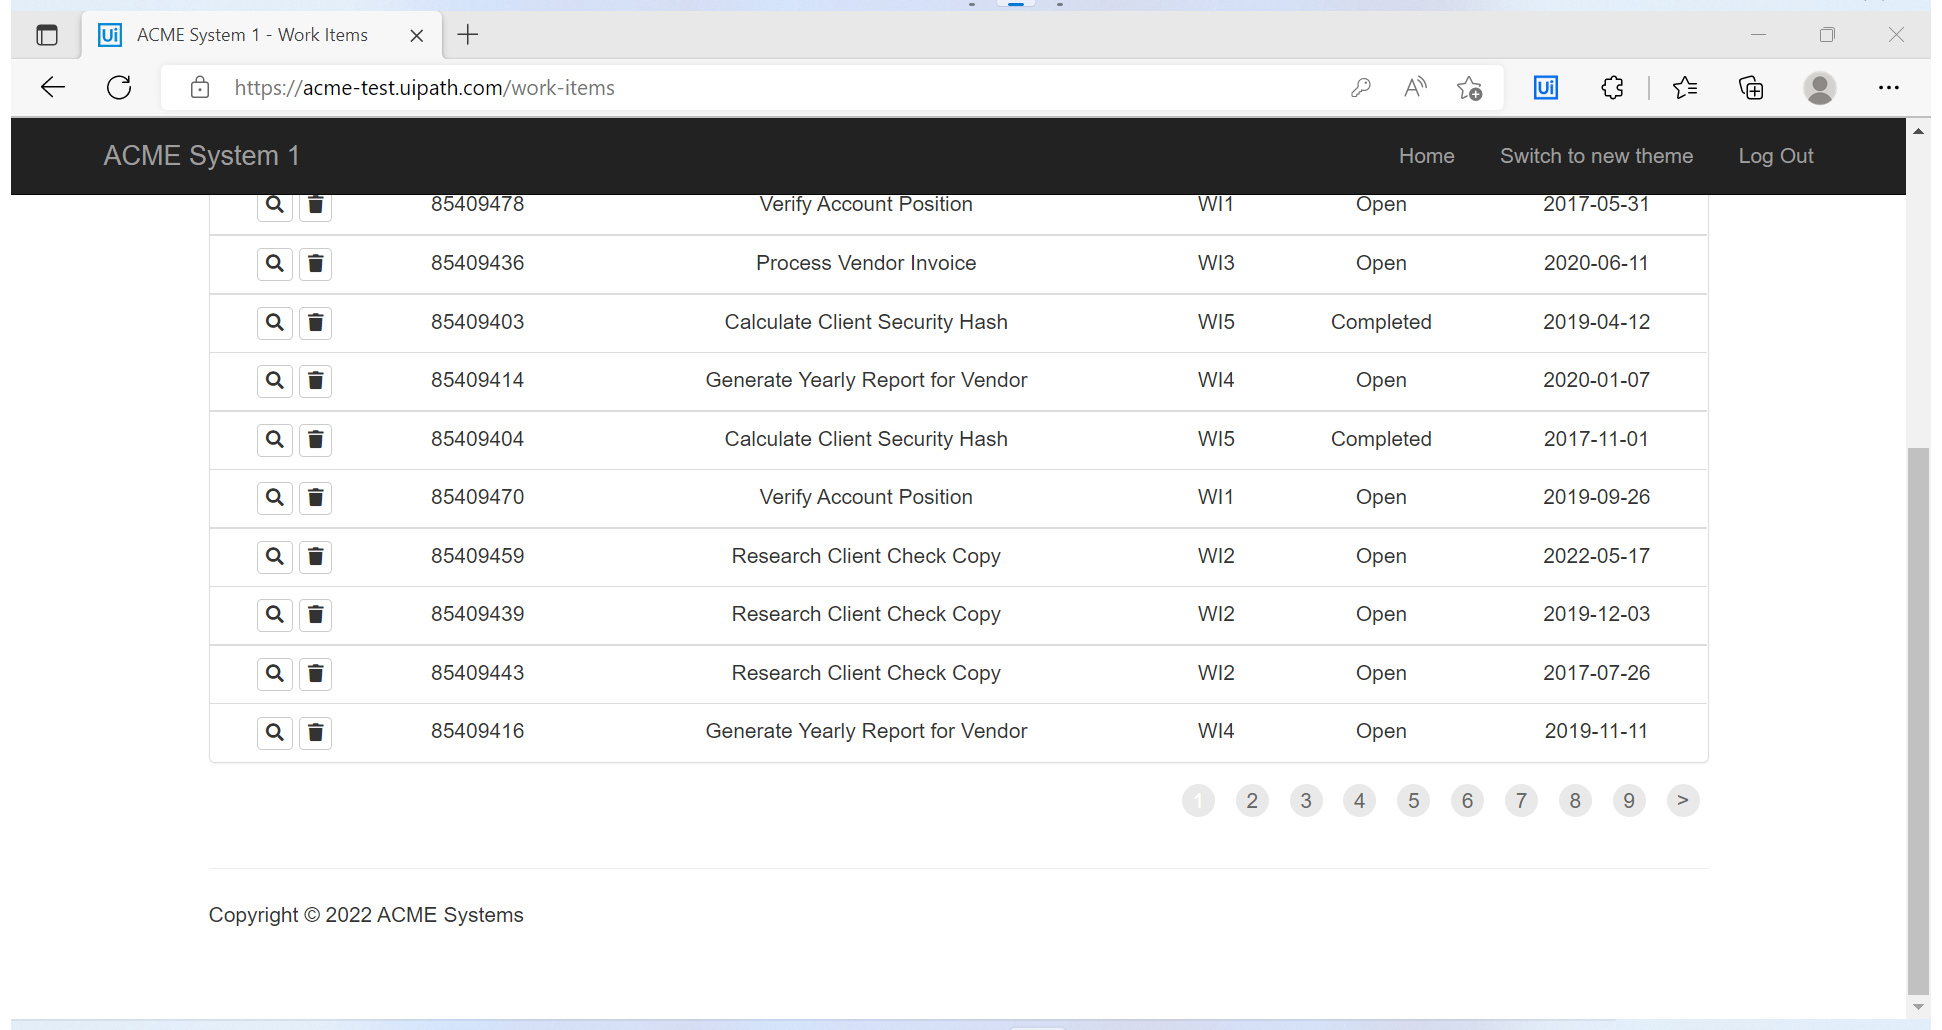 Ui ACME System 1 - Work Items
https://acme-test.uipath.com/work-items A Ui
ACME System 1 Home Switch to new theme Log Out
85409478 Verify Account Position WI1 Open 2017-05-31
85409436 Process Vendor Invoice WI3 Open 2020-06-11
85409403 Calculate Client Security Hash WI5 Completed 2019-04-12
85409414 Generate Yearly Report for Vendor WI4 Open 2020-01-07
85409404 Calculate Client Security Hash WI5 Completed 2017-11-01
85409470 Verify Account Position WI1 Open 2019-09-26
85409459 Research Client Check Copy WI2 Open 2022-05-17
85409439 Research Client Check Copy WI2 Open 2019-12-03
85409443 Research Client Check Copy WI2 Open 2017-07-26
85409416 Generate Yearly Report for Vendor WI4 Open 2019-11-11
1 2 3 4 5 6 7 8 9 >
Copyright © 2022 ACME Systems